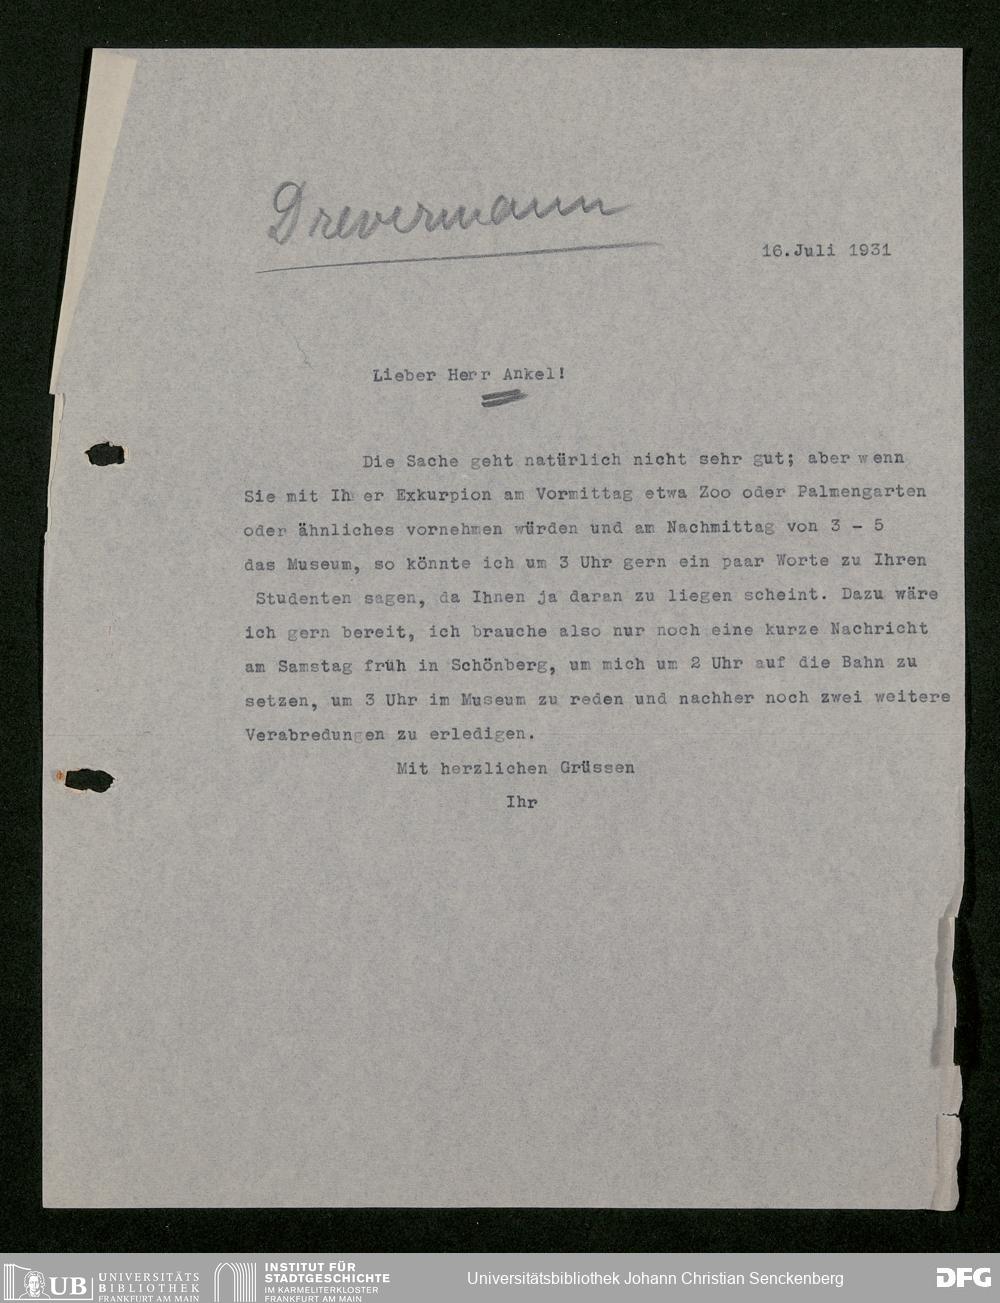 Drevermann
16.Juli 1931
Lieber Herr Ankel!
Die Sache geht natürlich nicht sehr gut; aber wenn
Sie mit Ih er Exkurpion am Vormittag etwa Zoo oder Palmengarten
oder ähnliches vornehmen würden und am Nachmittag von 3 - 5
das Museum, so könnte ich um 3 Uhr gern ein paar Worte zu Ihren
Studenten sagen, da Ihnen ja daran zu liegen scheint. Dazu wäre
ich gern bereit, ich brauche also nur noch eine kurze Nachricht
am Samstag früh in Schönberg, um mich um 2 Uhr auf die Bahn zu
setzen, um 3 Uhr im Museum zu reden und nachher noch zwei weitere
Verabredungen zu erledigen.
Mit herzlichen Grüssen
Ihr
UB UNIVERSITÄTS
BIBLIOTHEK
FRANKFURT AM MAIN
INSTITUT FÜR
STADTGESCHICHTE
IM KARMELITERKLOSTER
FRANKFURT AM MAIN
Universitätsbibliothek Johann Christian Senckenberg
DFG